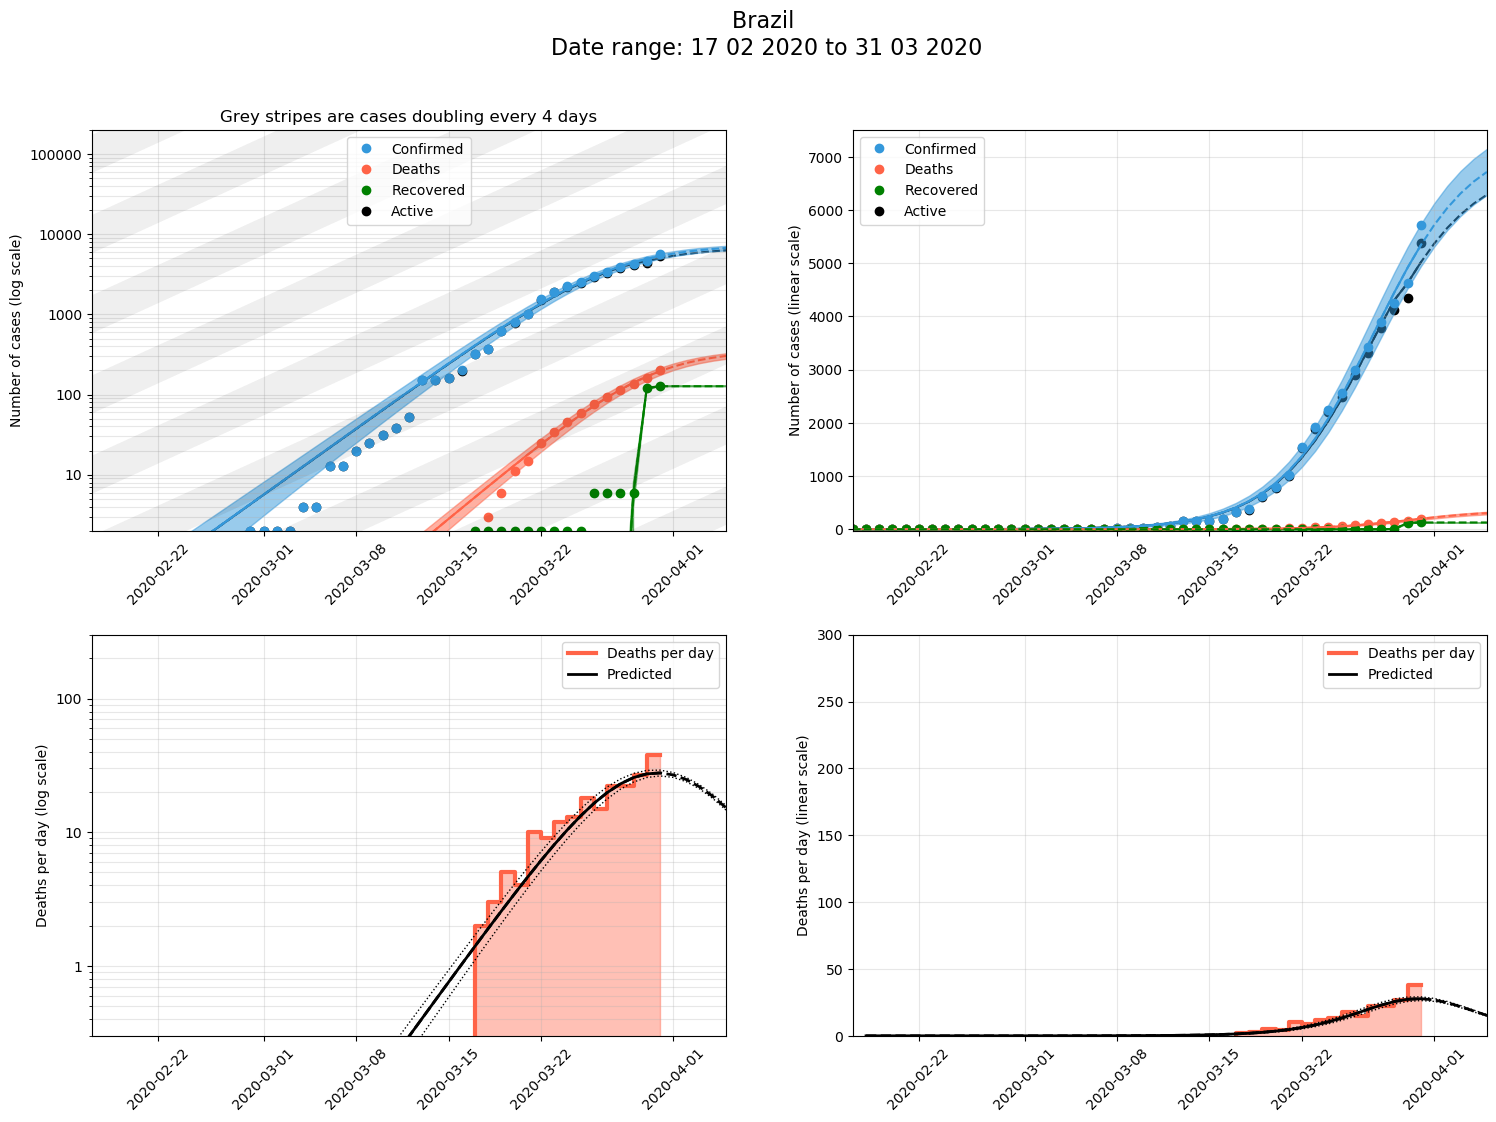 Brazil
Date range: 17 02 2020 to 31 03 2020
Grey stripes are cases doubling every 4 days
Number of cases (log scale)
100000
10000
1000
100
10
Confirmed
Deaths
Recovered
Active
2020-02-22
2020-03-01
2020-03-08
2020-03-15
2020-03-22
2020-04-01
Number of cases (linear scale)
7000
6000
5000
4000
3000
2000
1000
0
Confirmed
Deaths
Recovered
Active
2020-02-22
2020-03-01
2020-03-08
2020-03-15
2020-03-22
2020-04-01
Deaths per day (log scale)
100
10
1
Deaths per day
Predicted
2020-02-22
2020-03-01
2020-03-08
2020-03-15
2020-03-22
2020-04-01
Deaths per day (linear scale)
300
250
200
150
100
50
0
Deaths per day
Predicted
2020-02-22
2020-03-01
2020-03-08
2020-03-15
2020-03-22
2020-04-01